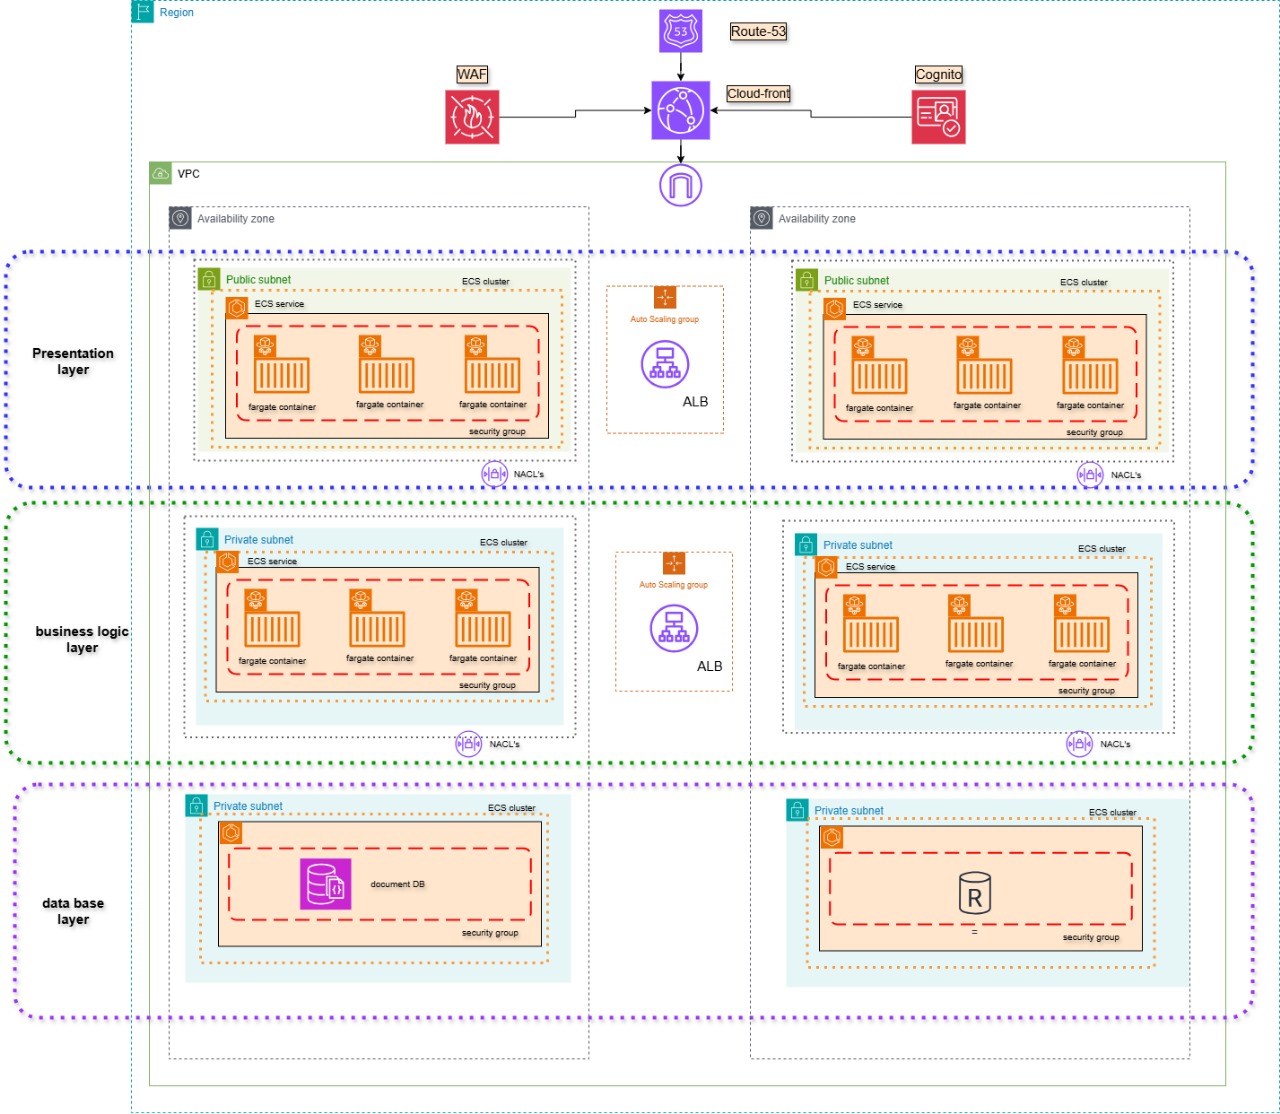 Region
53
Route-53
WAF
Cognito
Cloud-front
VPC
Availability zone
Availability zone
Public subnet
ECS cluster
ECS service
fargate container
fargate container
fargate container
security group
NACL's
Auto Scaling group
ALB
Public subnet
ECS cluster
ECS service
fargate container
fargate container
fargate container
security group
NACL's
Presentation
layer
Private subnet
ECS cluster
ECS service
fargate container
fargate container
fargate container
security group
NACL's
Auto Scaling group
ALB
Private subnet
ECS cluster
ECS service
fargate container
fargate container
fargate container
security group
NACL's
business logic
layer
Private subnet
ECS cluster
document DB
security group
Private subnet
ECS cluster
R
=
security group
data base
layer